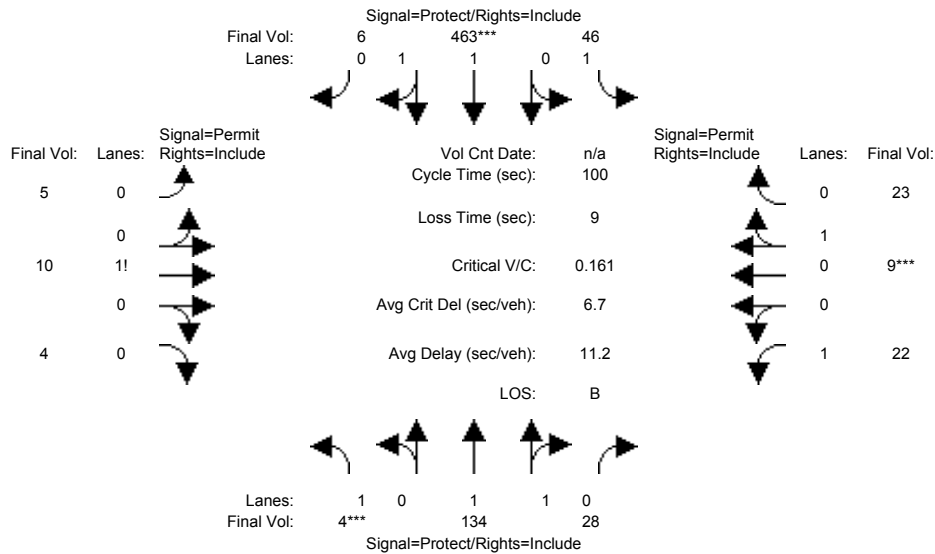 Signal=Protect/Rights=Include
Final Vol: 6 463*** 46
Lanes: 0 1 1 0 1
Signal=Permit
Final Vol: Lanes: Rights=Include
Vol Cnt Date: n/a
Signal=Permit
Rights=Include Lanes: Final Vol:
Cycle Time (sec): 100
5 0
0 23
Loss Time (sec): 9
0
1
10 1!
Critical V/C: 0.161
0 9***
0
Avg Crit Del (sec/veh): 6.7
0
4 0
Avg Delay (sec/veh): 11.2
1 22
LOS: B
Lanes: 1 0 1 1 0
Final Vol: 4*** 134 28
Signal=Protect/Rights=Include